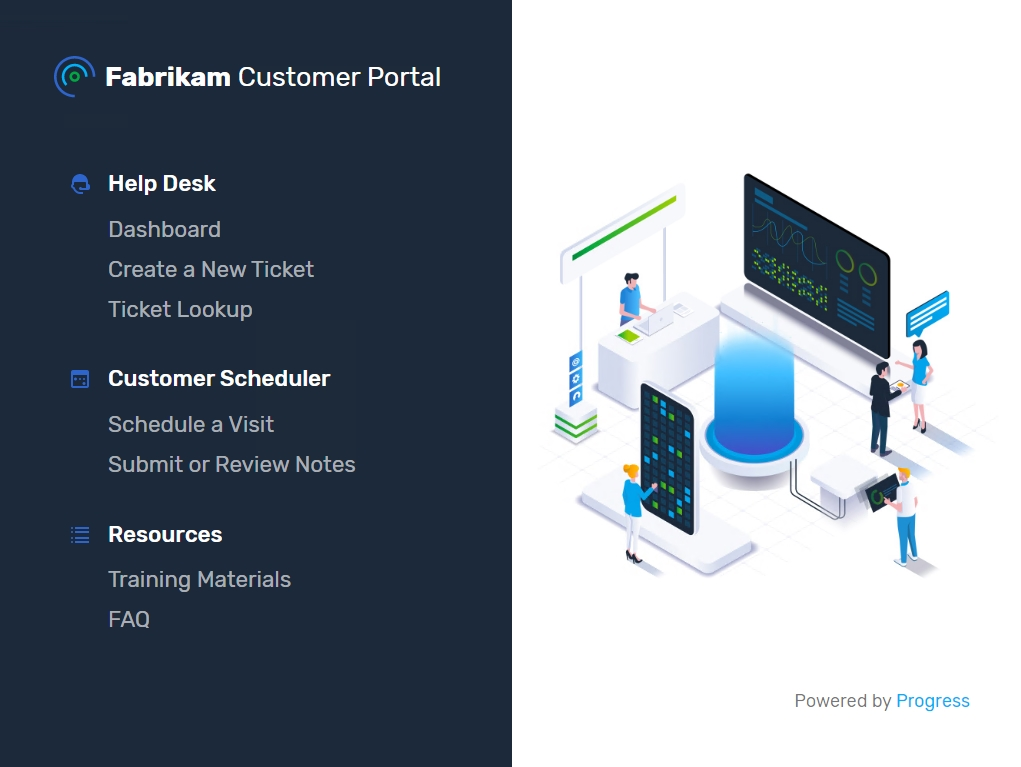 Fabrikam Customer Portal
Help Desk
Dashboard
Create a New Ticket
Ticket Lookup
Customer Scheduler
Schedule a Visit
Submit or Review Notes
Resources
Training Materials
FAQ
Powered by Progress